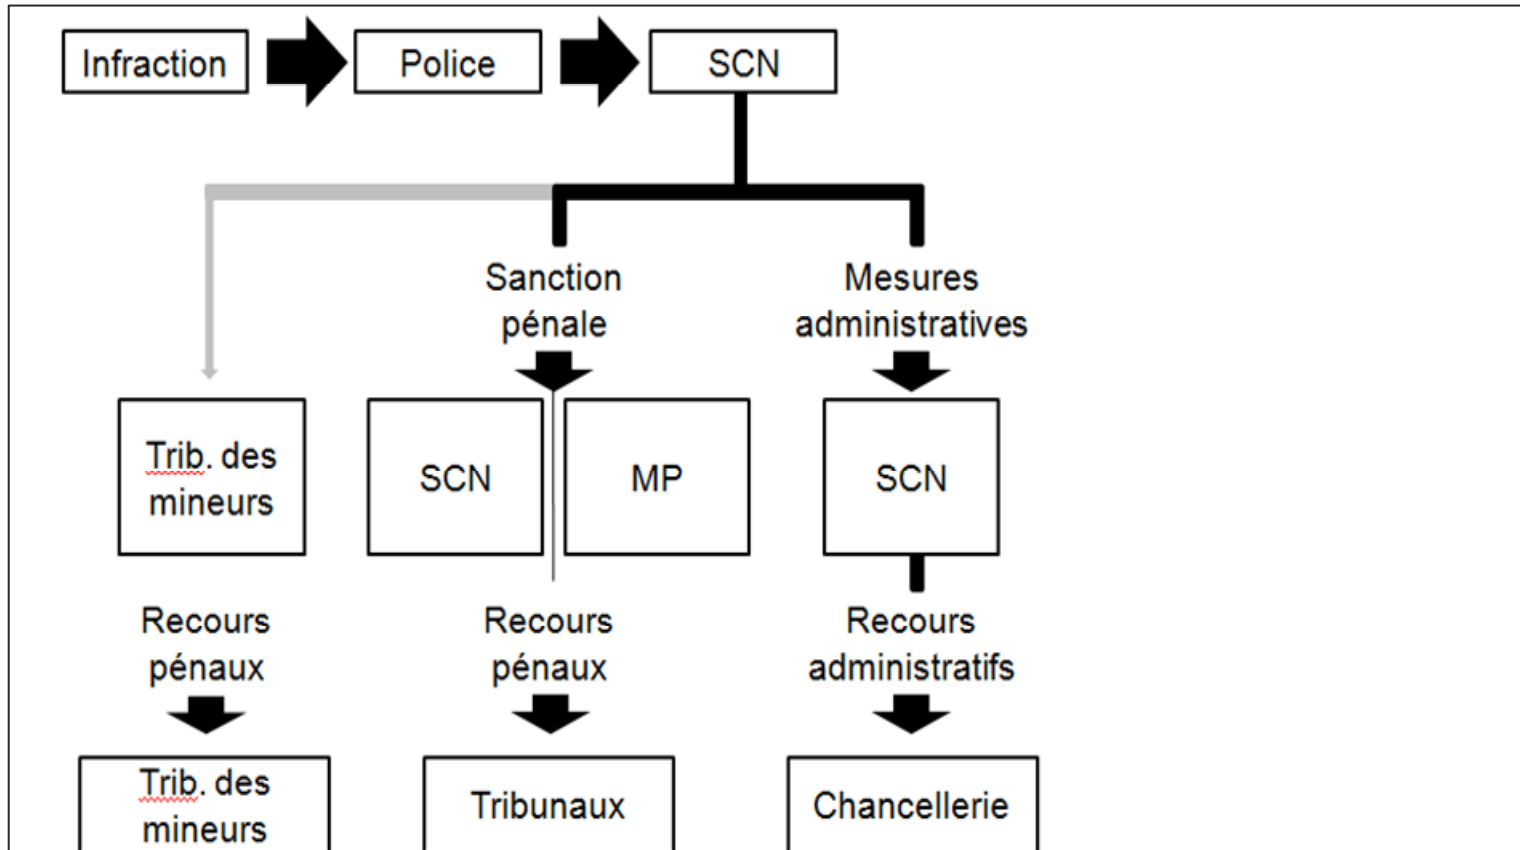 Infraction
Police
SCN
Sanction
pénale
Mesures
administratives
Trib. des
mineurs
SCN
MP
SCN
Recours
pénaux
Recours
pénaux
Recours
administratifs
Trib. des
mineurs
Tribunaux
Chancellerie